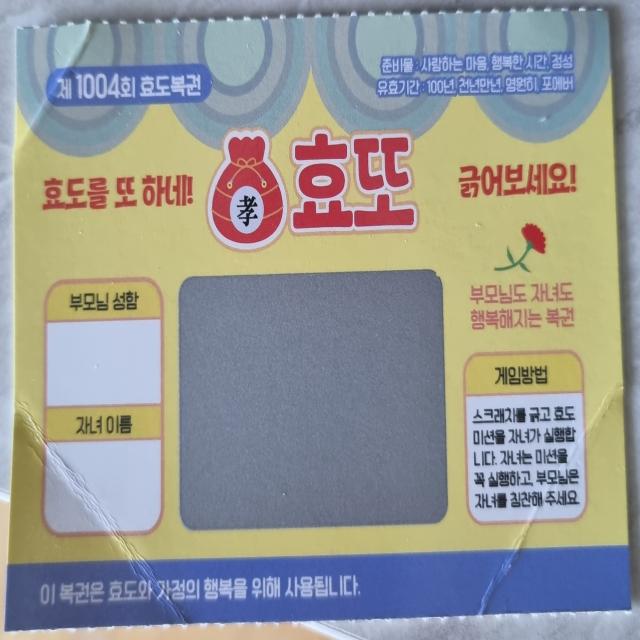 제 1004회 효도복권
준비물 : 사랑하는 마음, 행복한 시간, 정성
유효기간 : 100년, 천년만년, 영원히, 포에버
효도를 또 하네!
孝
효또
긁어보세요!
부모님도 자녀도
행복해지는 복권
부모님 성함
자녀 이름
게임방법
스크래치를 긁고 효도
미션을 자녀가 실행합
니다. 자녀는 미션을
꼭 실행하고, 부모님은
자녀를 칭찬해 주세요.
이 복권은 효도와 가정의 행복을 위해 사용됩니다.